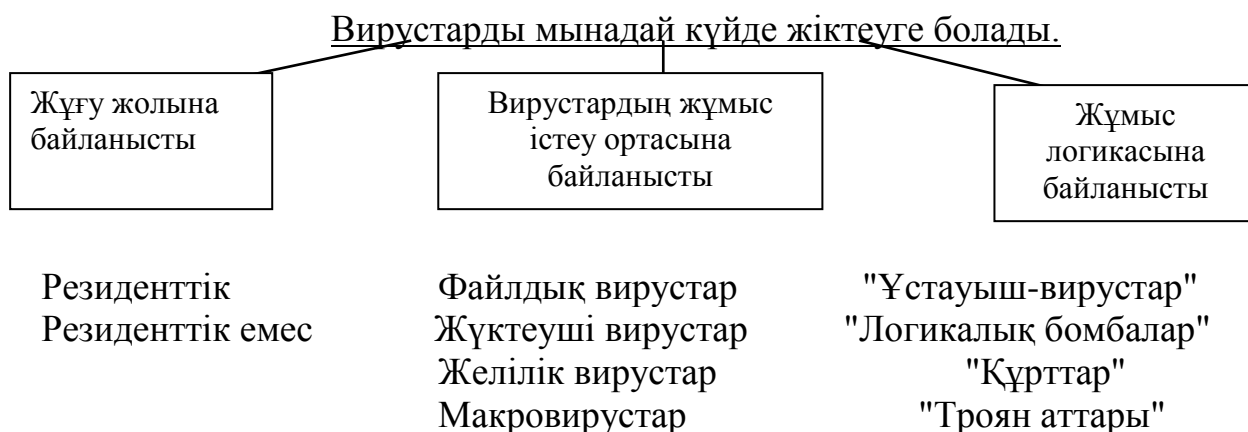 Вирустарды мынадай күйде жіктеуге болады.
Жұғу жолына
байланысты
Вирустардың жұмыс
істеу ортасына
байланысты
Жұмыс
логикасына
байланысты
Резиденттік
Резиденттік емес
Файлдық вирустар
Жүктеуші вирустар
Желілік вирустар
Макровирустар
"Ұстауыш-вирустар"
"Логикалық бомбалар"
"Құрттар"
"Троян аттары"